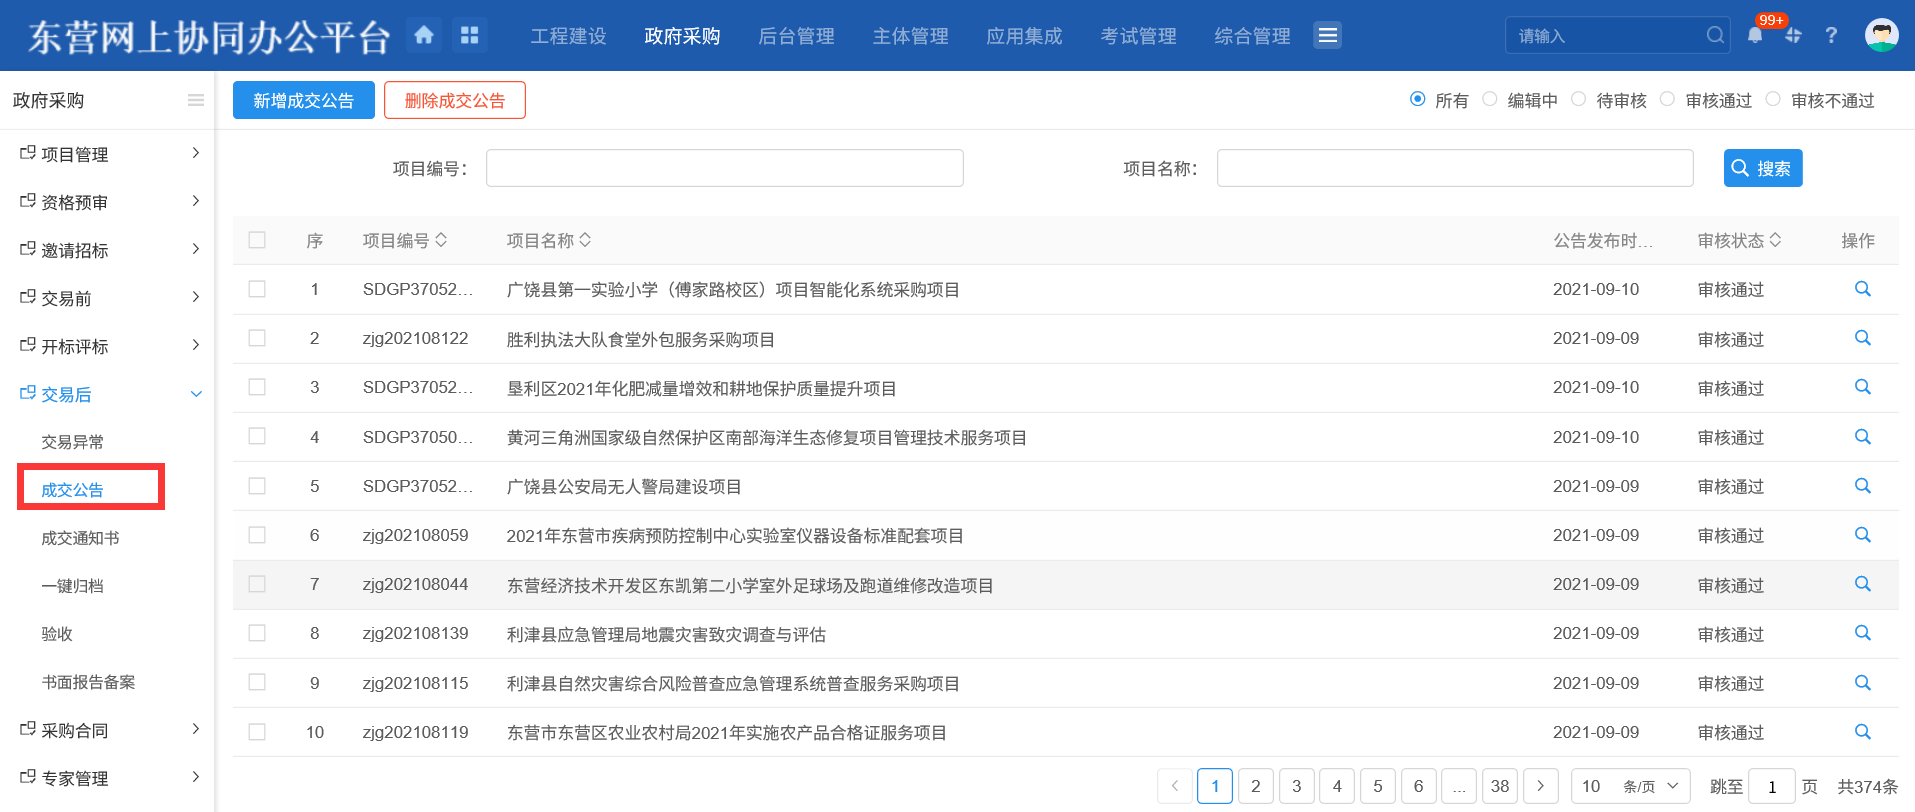 东营网上协同办公平台
工程建设 政府采购 后台管理 主体管理 应用集成 考试管理 综合管理
请输入
99+
?
政府采购
新增成交公告 删除成交公告
所有 编辑中 待审核 审核通过 审核不通过
项目管理
资格预审
邀请招标
交易前
开标评标
交易后
交易异常
成交公告
成交通知书
一键归档
验收
书面报告备案
采购合同
专家管理
项目编号：
项目名称：
搜索
序 项目编号 项目名称 公告发布时... 审核状态 操作
1 SDGP37052... 广饶县第一实验小学（傅家路校区）项目智能化系统采购项目 2021-09-10 审核通过
2 zjg202108122 胜利执法大队食堂外包服务采购项目 2021-09-09 审核通过
3 SDGP37052... 垦利区2021年化肥减量增效和耕地保护质量提升项目 2021-09-10 审核通过
4 SDGP37050... 黄河三角洲国家级自然保护区南部海洋生态修复项目管理技术服务项目 2021-09-10 审核通过
5 SDGP37052... 广饶县公安局无人警局建设项目 2021-09-09 审核通过
6 zjg202108059 2021年东营市疾病预防控制中心实验室仪器设备标准配套项目 2021-09-09 审核通过
7 zjg202108044 东营经济技术开发区东凯第二小学室外足球场及跑道维修改造项目 2021-09-09 审核通过
8 zjg202108139 利津县应急管理局地震灾害致灾调查与评估 2021-09-09 审核通过
9 zjg202108115 利津县自然灾害综合风险普查应急管理系统普查服务采购项目 2021-09-09 审核通过
10 zjg202108119 东营市东营区农业农村局2021年实施农产品合格证服务项目 2021-09-09 审核通过
1 2 3 4 5 6 ... 38 10 条/页 跳至 1 页 共374条